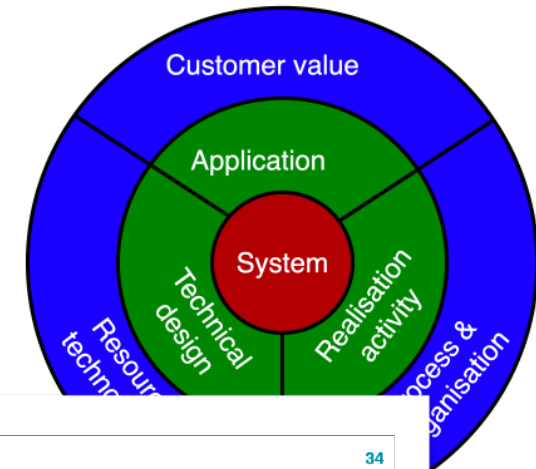 Customer value
Application
System
Technical
design
Realisation
activity
34